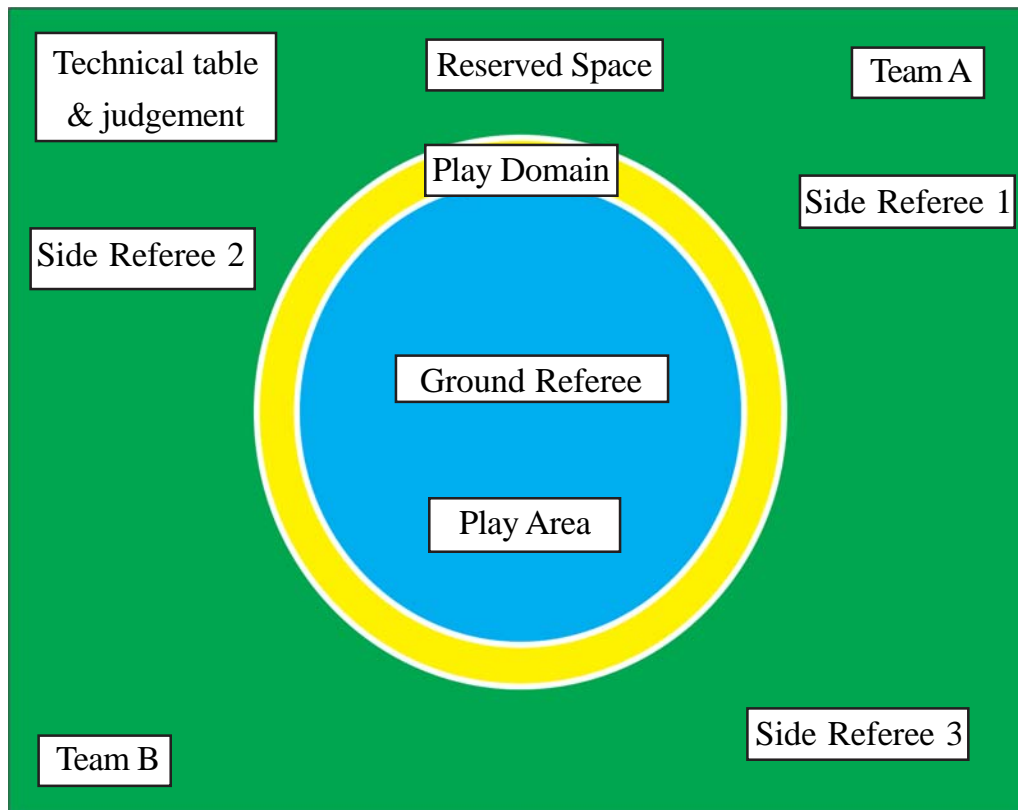 Technical table
& judgement
Reserved Space
Team A
Play Domain
Side Referee 1
Side Referee 2
Ground Referee
Play Area
Side Referee 3
Team B